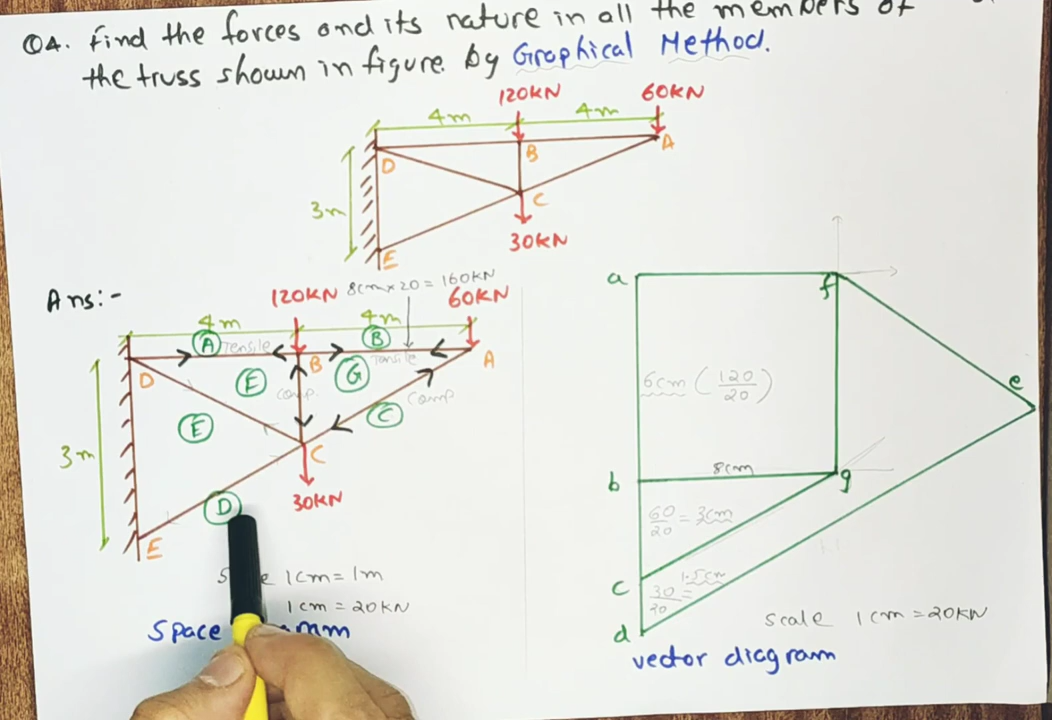 Q4. Find the forces and its nature in all the members of
the truss shown in figure by Graphical Method.
120KN 60KN
4m 4m
D B A
3m
C
30KN
E
Ans:- 120KN 8cm×20=160KN 60KN
4m 4m
A Tensile B
D B Tensile A
E G
comp. C comp
E
3m C
30KN
D
E
1cm=1m
1cm=20KN
Space
a f
6cm (120/20)
e
b 8cm g
60/20=3cm
c 30/20= 1.5cm
d
scale 1cm=20KN
vector diagram